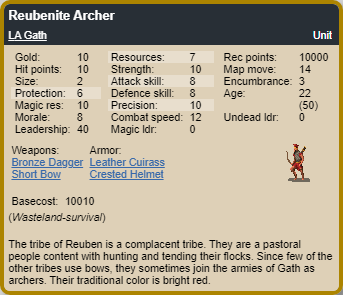 Reubenite Archer
LA Gath Unit
Gold: 10 Resources: 7 Rec points: 10000
Hit points: 10 Strength: 10 Map move: 14
Size: 2 Attack skill: 8 Encumbrance: 3
Protection: 6 Defence skill: 8 Age: 22
Magic res: 10 Precision: 10 (50)
Morale: 8 Combat speed: 12 Undead ldr: 0
Leadership: 40 Magic ldr: 0
Weapons: Armor:
Bronze Dagger Leather Cuirass
Short Bow Crested Helmet
Basecost: 10010
(Wasteland-survival)
The tribe of Reuben is a complacent tribe. They are a pastoral
people content with hunting and tending their flocks. Since few of the
other tribes use bows, they sometimes join the armies of Gath as
archers. Their traditional color is bright red.